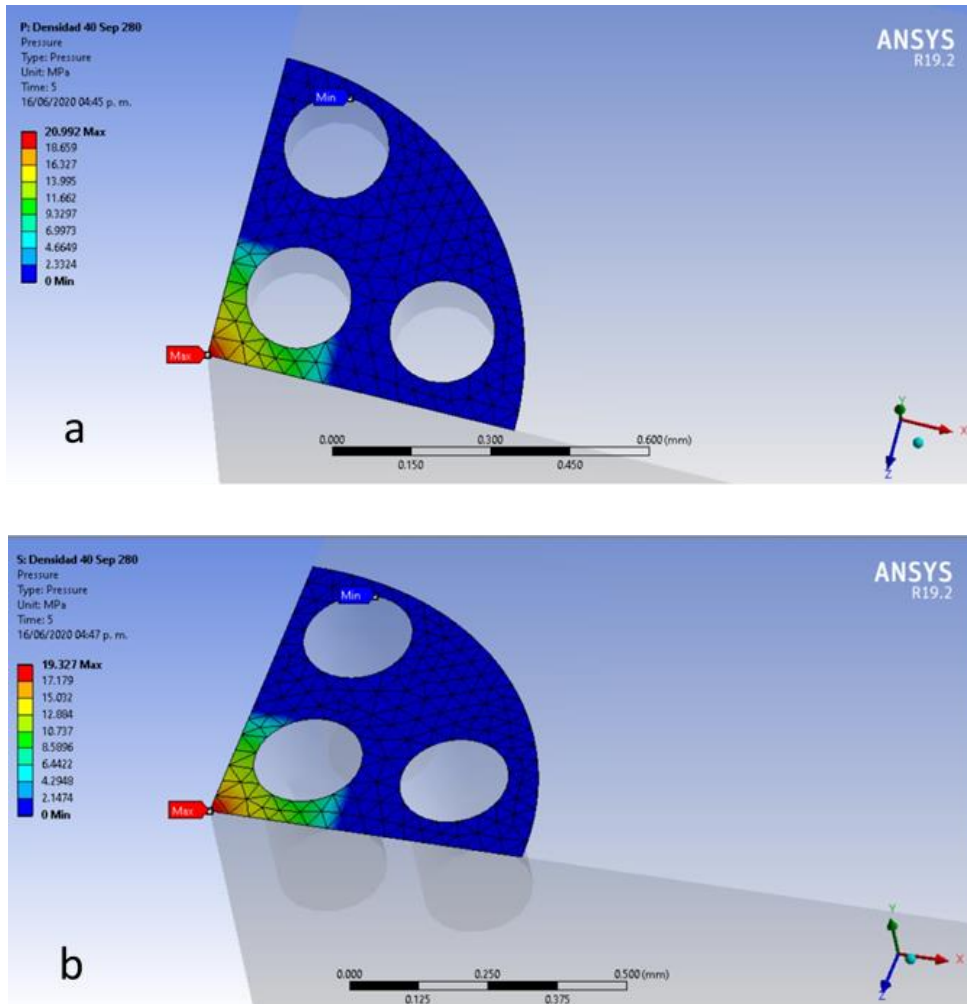 P: Densidad 40 Sep 280
Pressure
Type: Pressure
Unit: MPa
Time: 5
16/06/2020 04:45 p. m.
20.992 Max
18.659
16.327
13.995
11.662
9.3297
6.9973
4.6649
2.3324
0 Min
ANSYS
R19.2
Min
Max
a
0.000 0.300 0.600 (mm)
0.150 0.450
Y
X
Z
S: Densidad 40 Sep 280
Pressure
Type: Pressure
Unit: MPa
Time: 5
16/06/2020 04:47 p. m.
19.327 Max
17.179
15.032
12.884
10.737
8.5896
6.4422
4.2948
2.1474
0 Min
ANSYS
R19.2
Min
Max
b
0.000 0.250 0.500 (mm)
0.125 0.375
Y
X
Z